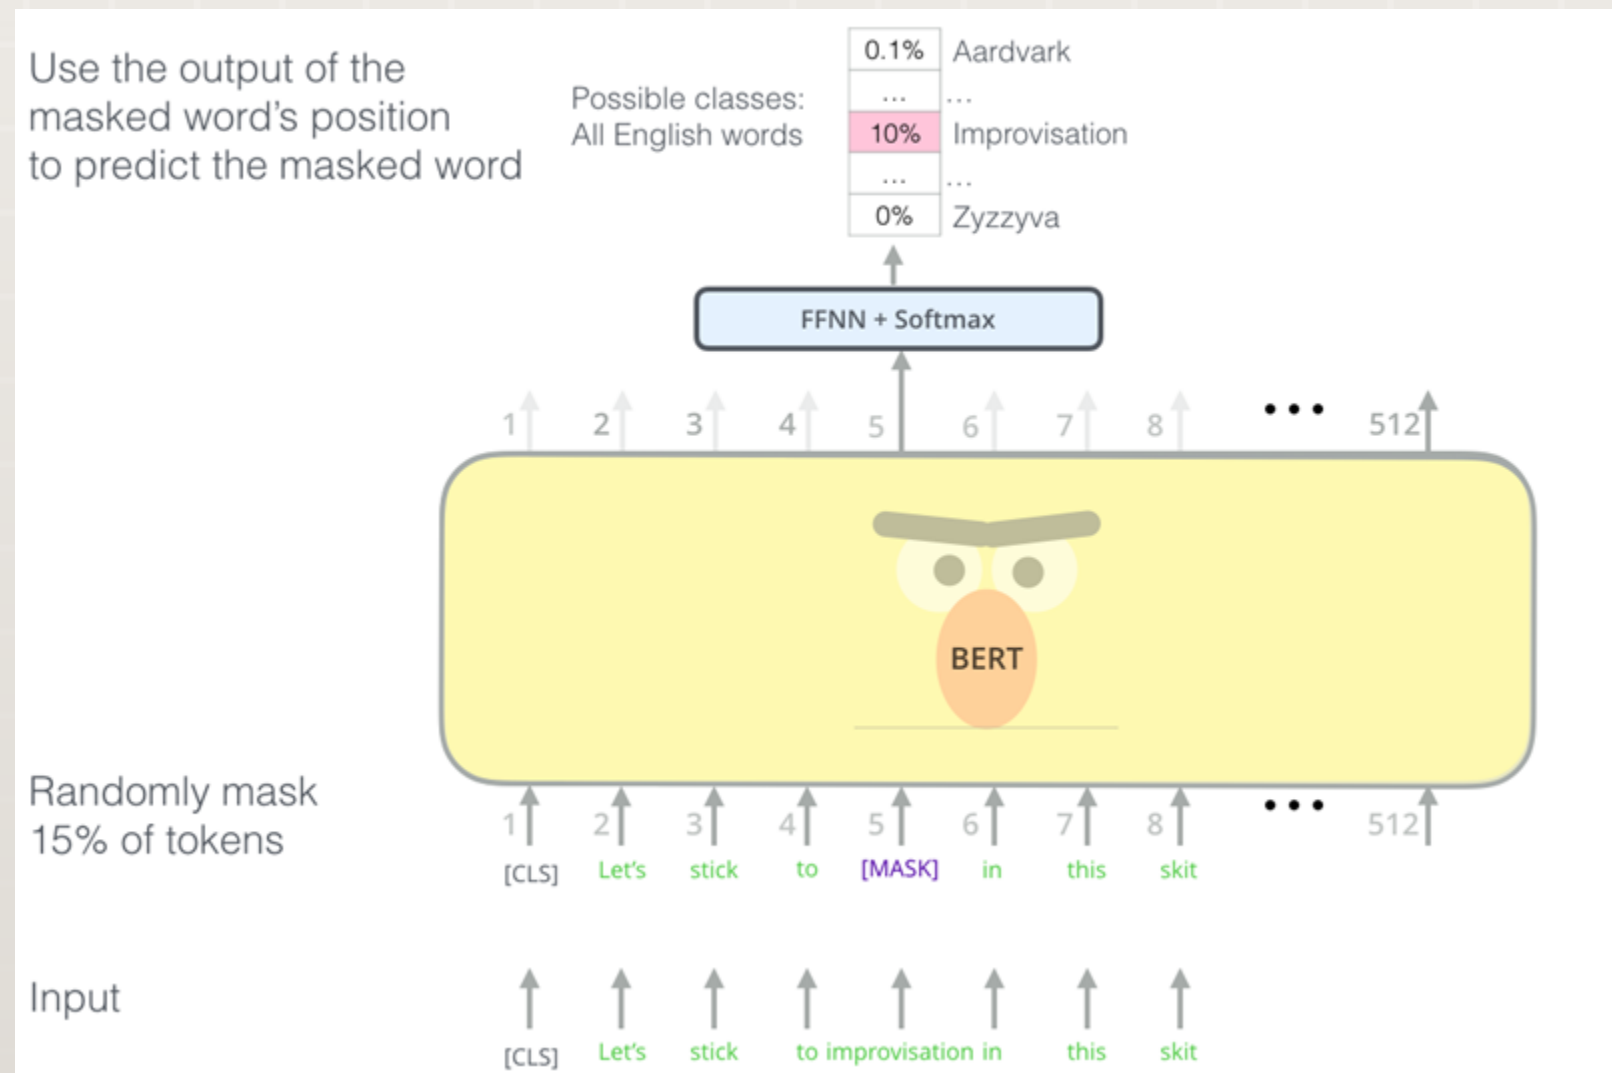 Use the output of the
masked word's position
to predict the masked word
Possible classes:
All English words
0.1% Aardvark
... ...
10% Improvisation
... ...
0% Zyzzyva
FFNN + Softmax
1 2 3 4 5 6 7 8 ••• 512
BERT
Randomly mask
15% of tokens
1 2 3 4 5 6 7 8 ••• 512
[CLS] Let's stick to [MASK] in this skit
Input
[CLS] Let's stick to improvisation in this skit